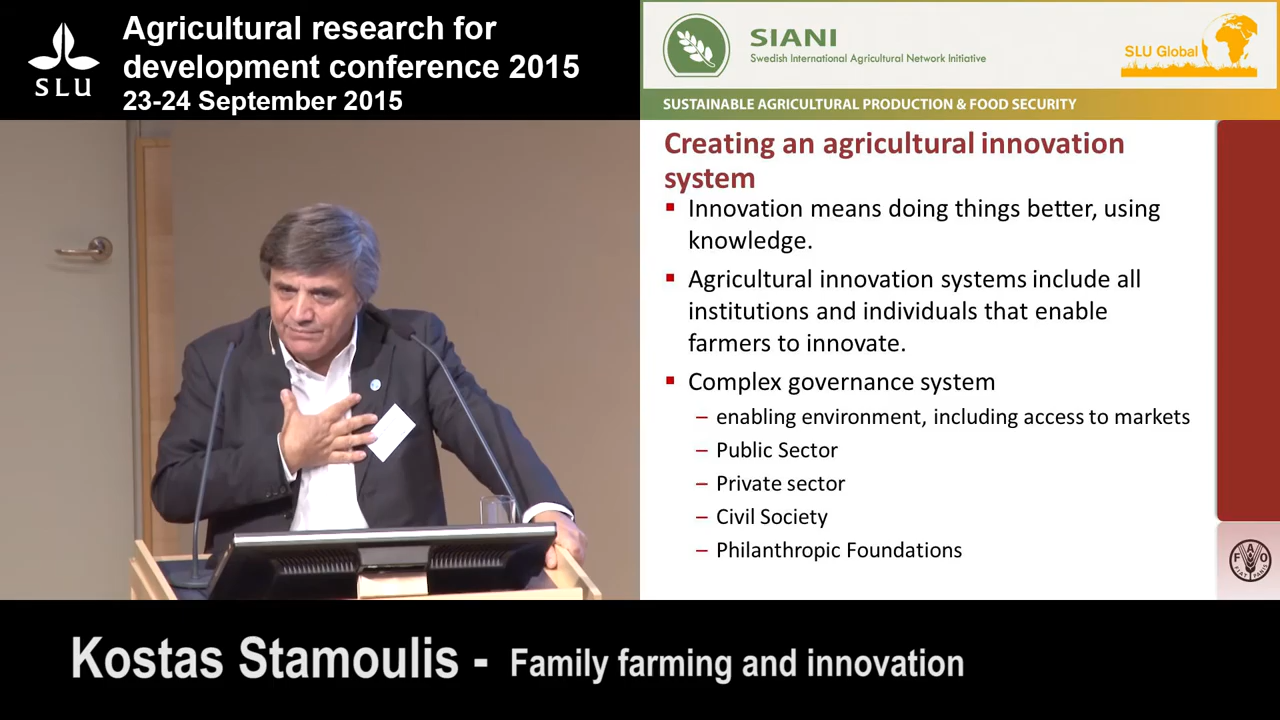 SLU
Agricultural research for
development conference 2015
23-24 September 2015
SIANI
Swedish International Agricultural Network Initiative
SLU Global
SUSTAINABLE AGRICULTURAL PRODUCTION & FOOD SECURITY
Creating an agricultural innovation
system
▪ Innovation means doing things better, using
knowledge.
▪ Agricultural innovation systems include all
institutions and individuals that enable
farmers to innovate.
▪ Complex governance system
– enabling environment, including access to markets
– Public Sector
– Private sector
– Civil Society
– Philanthropic Foundations
F A O
FIAT PANIS
Kostas Stamoulis - Family farming and innovation